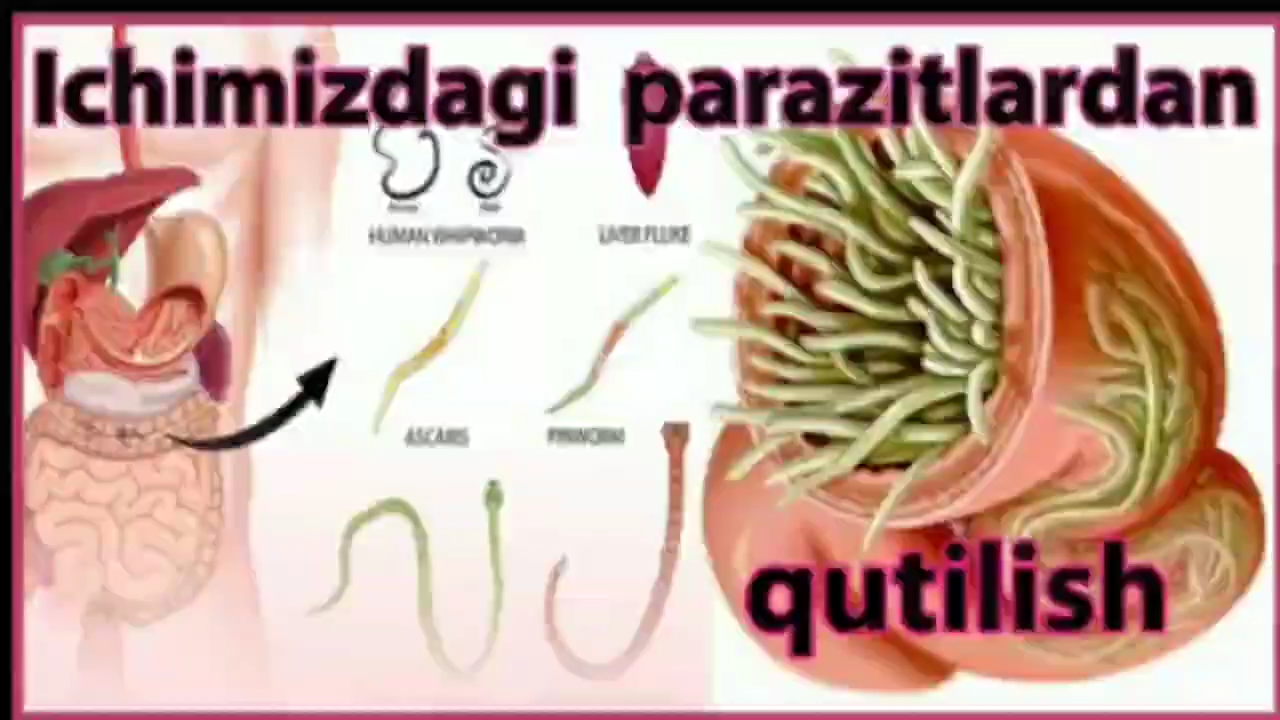 Ichimizdagi parazitlardan
HUMAN WHIPWORM
LIVER FLUKE
ASCARIS
PINWORM
qutilish